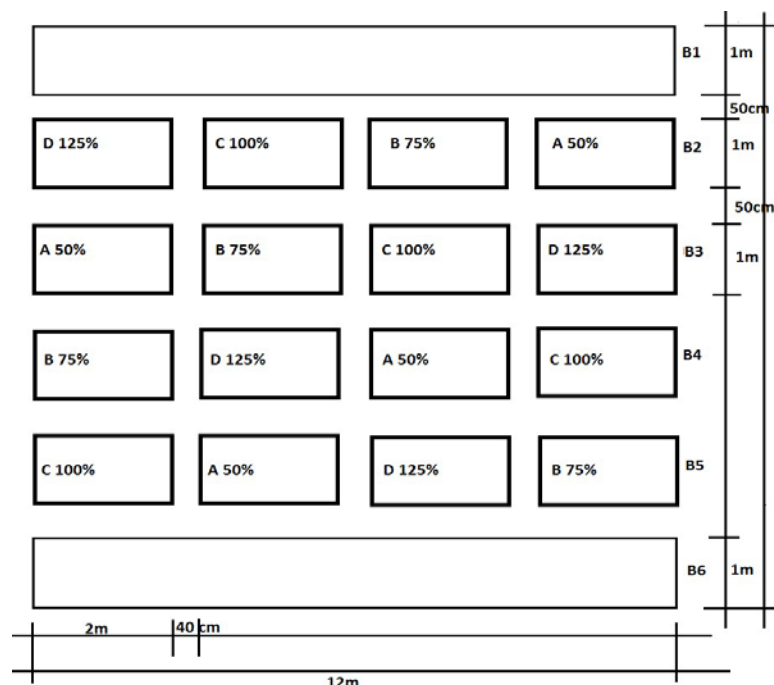 B1 1m
50cm
D 125% C 100% B 75% A 50% B2 1m
50cm
A 50% B 75% C 100% D 125% B3 1m
B 75% D 125% A 50% C 100% B4
C 100% A 50% D 125% B 75% B5
B6 1m
2m 40 cm
12m